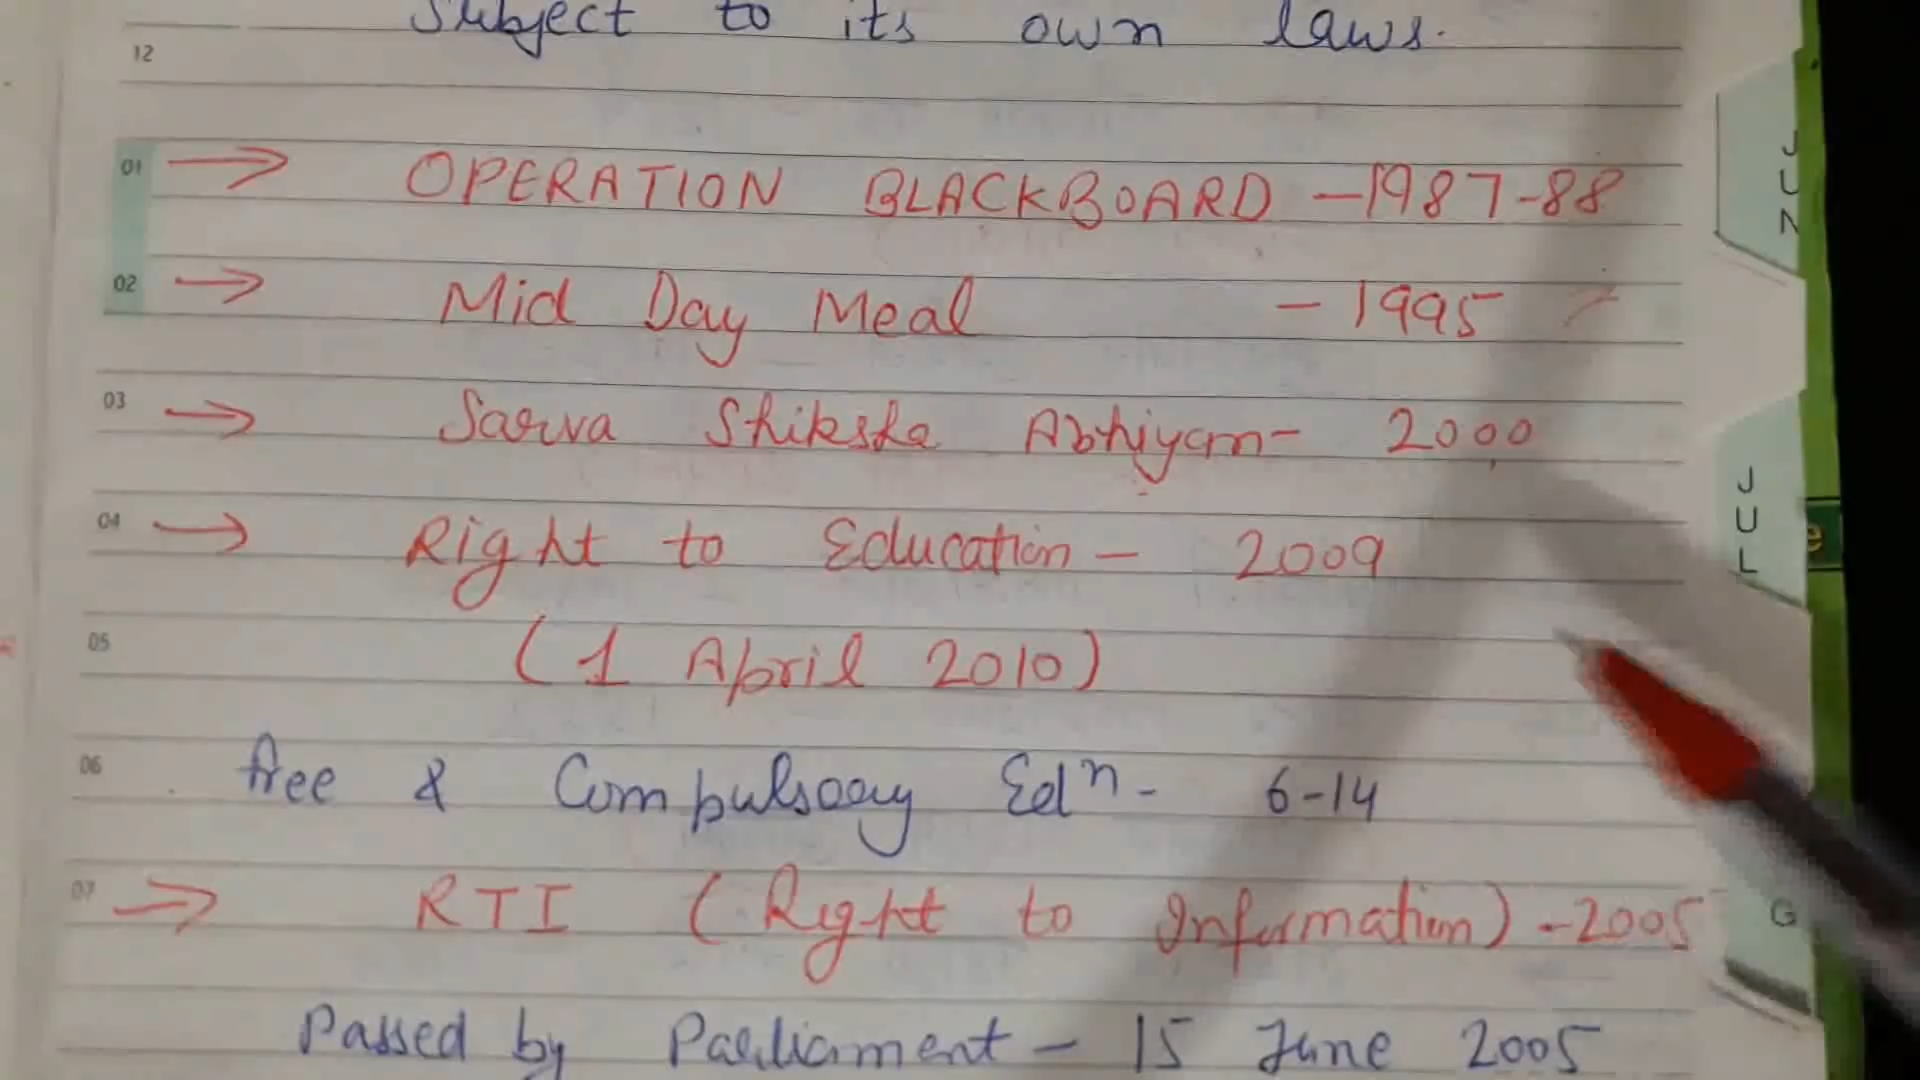 Subject to its own laws.
12
01 → OPERATION BLACKBOARD - 1987-88
02 → Mid Day Meal - 1995
03 → Sarva Shiksha Abhiyan - 2000
04 → Right to Education - 2009
05 (1 April 2010)
06 free & Compulsory Edn - 6-14
07 → RTI (Right to Information) - 2005
Passed by Parliament - 15 June 2005
JUN
JUL
e
G